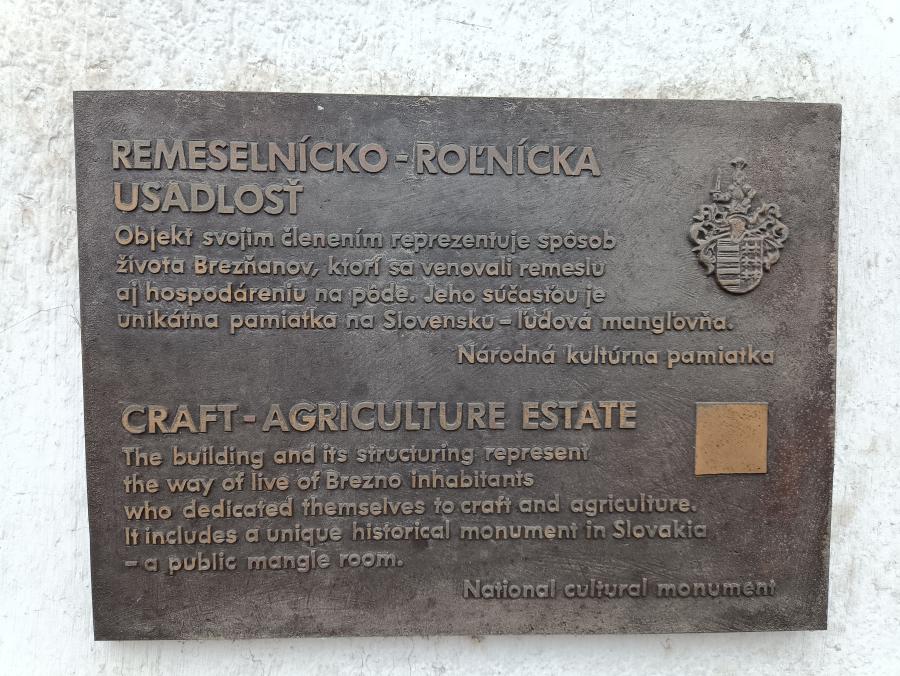 REMESELNÍCKO - ROĽNÍCKA
USADLOSŤ
Objekt svojim členením reprezentuje spôsob
života Brezňanov, ktorí sa venovali remeslu
aj hospodáreniu na pôde. Jeho súčasťou je
unikátna pamiatka na Slovensku – ľudová mangľovňa.
Národná kultúrna pamiatka
CRAFT - AGRICULTURE ESTATE
The building and its structuring represent
the way of live of Brezno inhabitants
who dedicated themselves to craft and agriculture.
It includes a unique historical monument in Slovakia
– a public mangle room.
National cultural monument